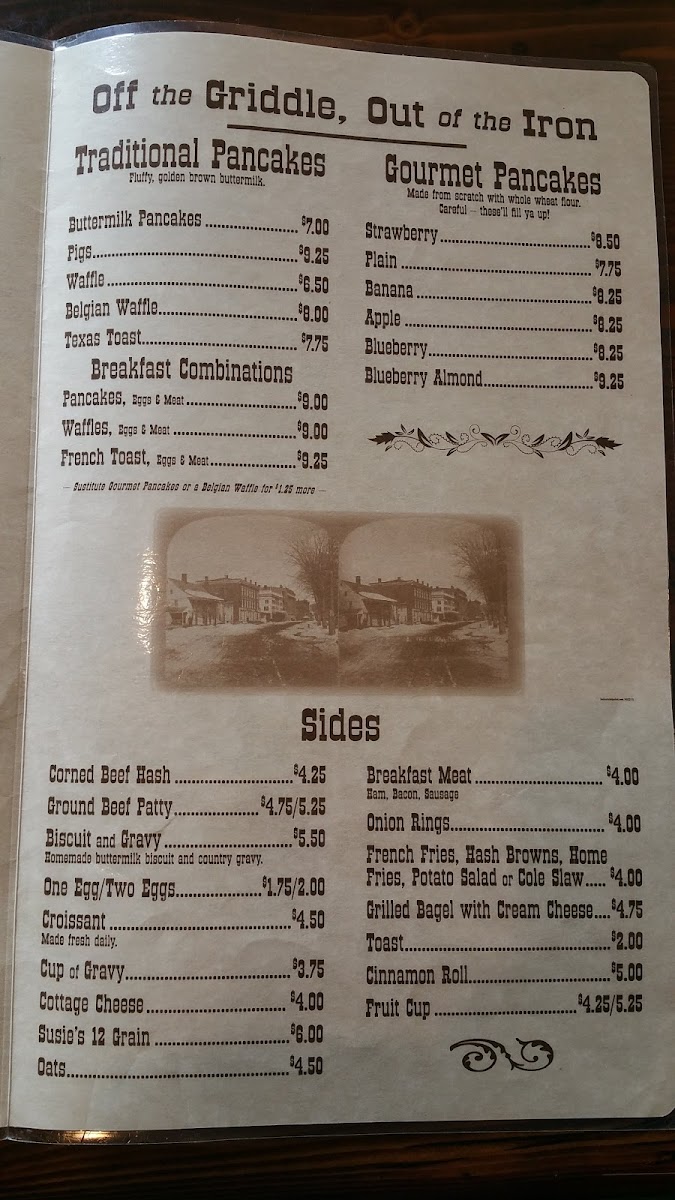 Off the Griddle, Out of the Iron
Traditional Pancakes
Fluffy, golden brown buttermilk.
Buttermilk Pancakes ........................ $7.00
Pigs........................................................ $8.25
Waffle .................................................. $6.50
Belgian Waffle.................................... $8.00
Texas Toast........................................ $7.75
Breakfast Combinations
Pancakes, Eggs & Meat ............................ $9.00
Waffles, Eggs & Meat ............................... $9.00
French Toast, Eggs & Meat...................... $9.25
— Sustitute Gourmet Pancakes or a Belgian Waffle for $1.25 more —
Gourmet Pancakes
Made from scratch with whole wheat flour.
Careful — these'll fill ya up!
Strawberry ........................................ $8.50
Plain .................................................... $7.75
Banana ................................................ $8.25
Apple .................................................. $8.25
Blueberry............................................ $8.25
Blueberry Almond.............................. $9.25
Sides
Corned Beef Hash ............................ $4.25
Ground Beef Patty.................... $4.75/5.25
Biscuit and Gravy .............................. $5.50
Homemade buttermilk biscuit and country gravy.
One Egg/Two Eggs.................... $1.75/2.00
Croissant ............................................ $4.50
Made fresh daily.
Cup of Gravy...................................... $3.75
Cottage Cheese .................................. $4.00
Susie's 12 Grain ................................ $6.00
Oats...................................................... $4.50
Breakfast Meat .............................. $4.00
Ham, Bacon, Sausage
Onion Rings.................................... $4.00
French Fries, Hash Browns, Home
Fries, Potato Salad or Cole Slaw..... $4.00
Grilled Bagel with Cream Cheese.... $4.75
Toast................................................ $2.00
Cinnamon Roll................................ $5.00
Fruit Cup .............................. $4.25/5.25